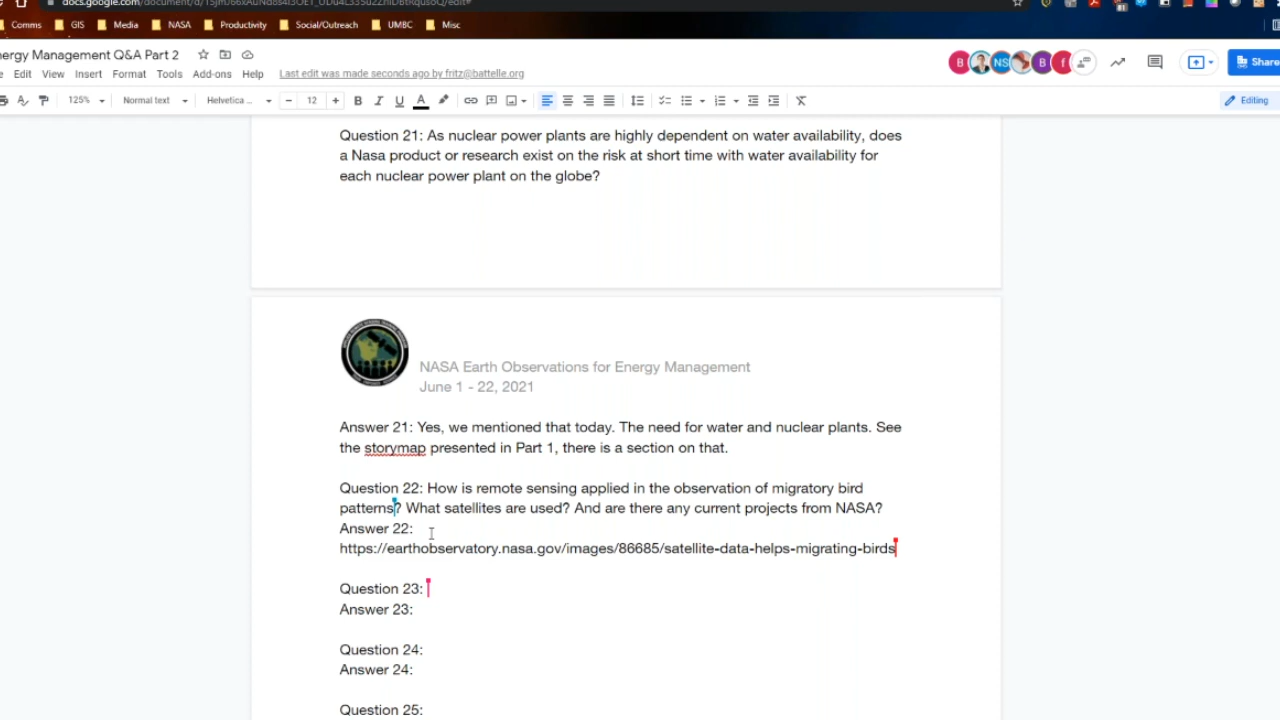 Comms GIS Media NASA Productivity Social/Outreach UMBC Misc
nergy Management Q&A Part 2
Edit View Insert Format Tools Add-ons Help Last edit was made seconds ago by fritz@battelle.org
B NS B f Share
125% Normal text Helvetica ... 12 B I U A Editing
Question 21: As nuclear power plants are highly dependent on water availability, does
a Nasa product or research exist on the risk at short time with water availability for
each nuclear power plant on the globe?
NASA Earth Observations for Energy Management
June 1 - 22, 2021
Answer 21: Yes, we mentioned that today. The need for water and nuclear plants. See
the storymap presented in Part 1, there is a section on that.
Question 22: How is remote sensing applied in the observation of migratory bird
patterns? What satellites are used? And are there any current projects from NASA?
Answer 22:
https://earthobservatory.nasa.gov/images/86685/satellite-data-helps-migrating-birds
Question 23:
Answer 23:
Question 24:
Answer 24:
Question 25: